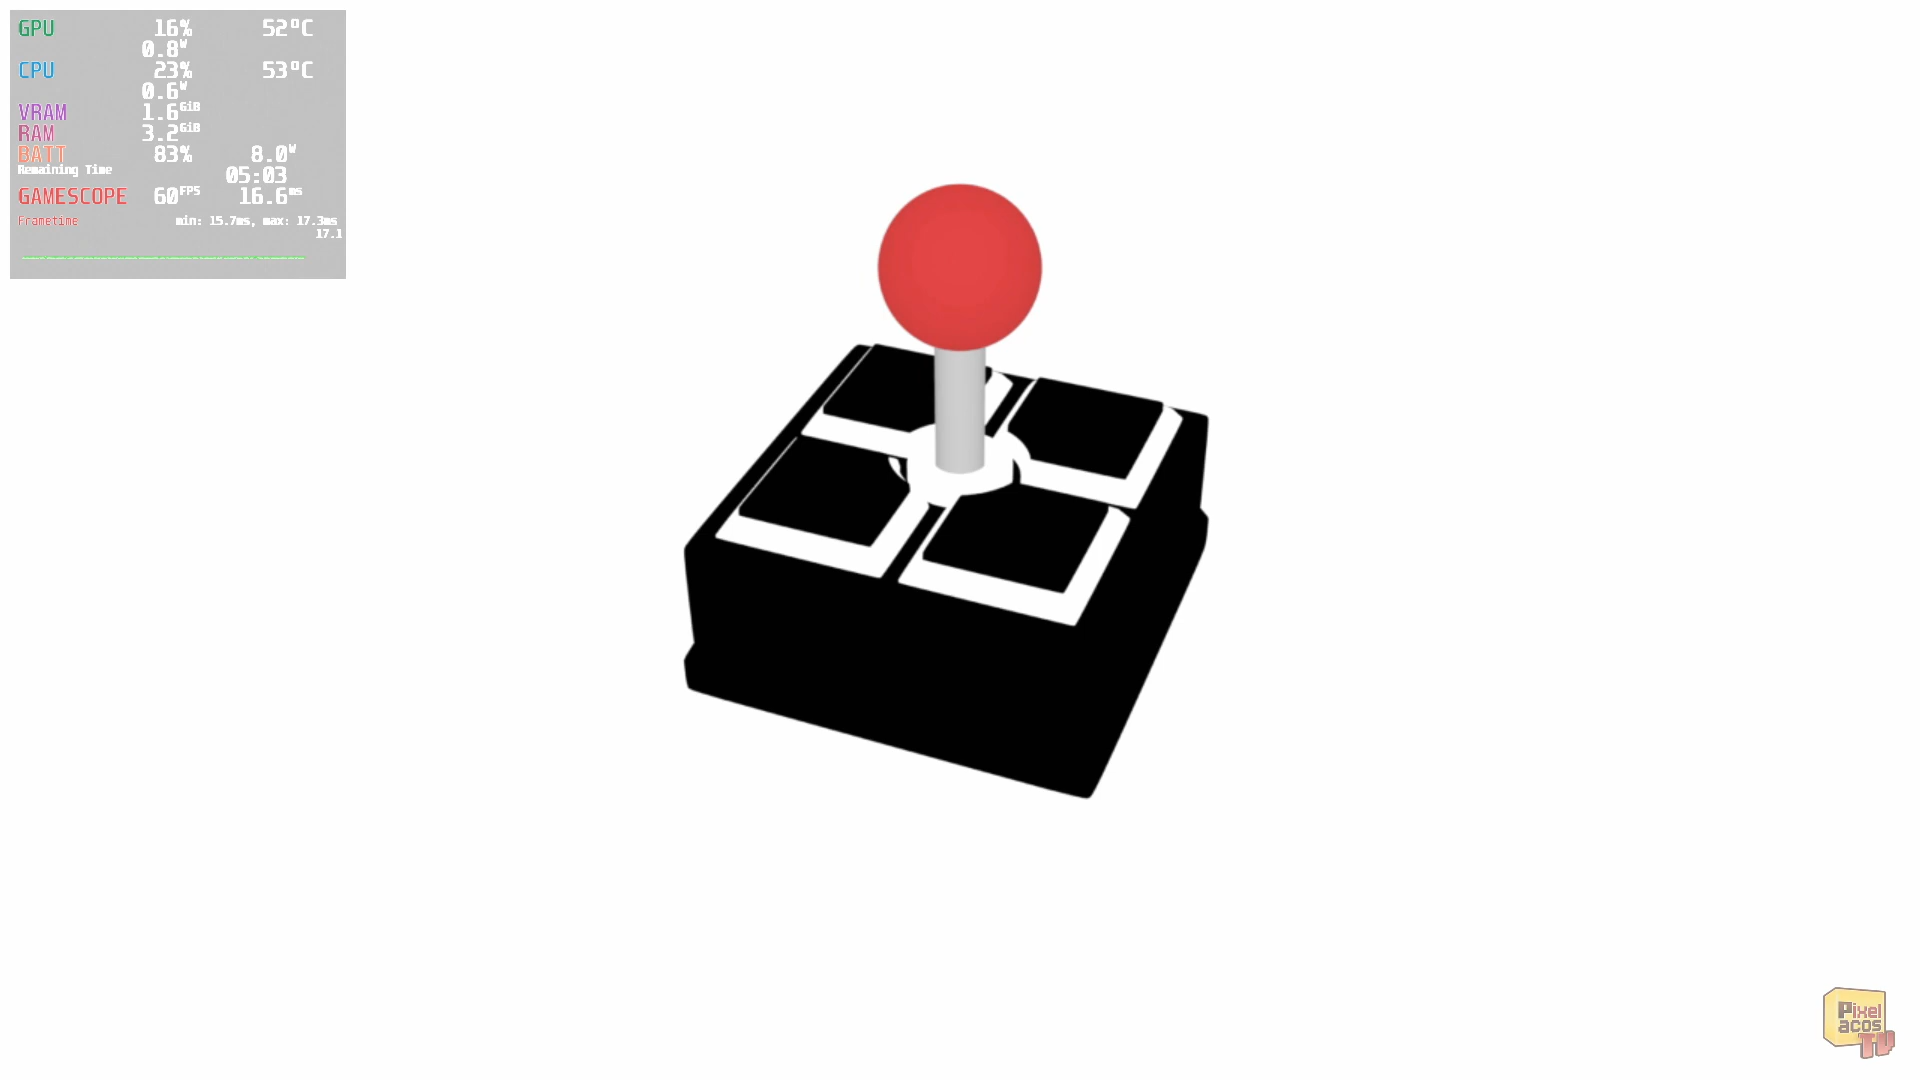 GPU 16% 52°C
0.8W
CPU 23% 53°C
0.6W
VRAM 1.6GiB
RAM 3.2GiB
BATT 83% 8.0W
Remaining Time 05:03
GAMESCOPE 60FPS 16.6ms
Frametime min: 15.7ms, max: 17.3ms
17.1
Pixel
acos
TV